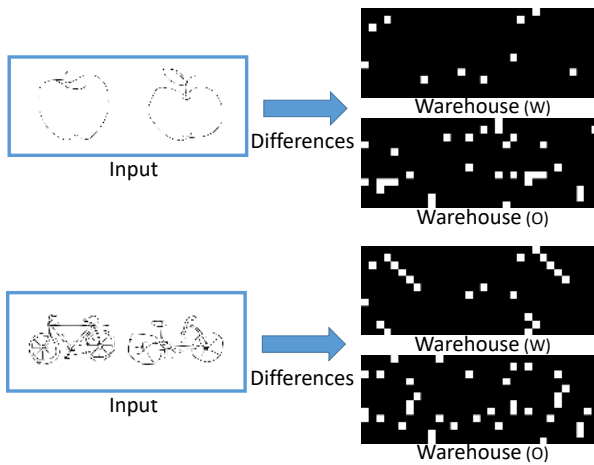 Warehouse (W)
Differences
Input
Warehouse (O)
Warehouse (W)
Differences
Input
Warehouse (O)